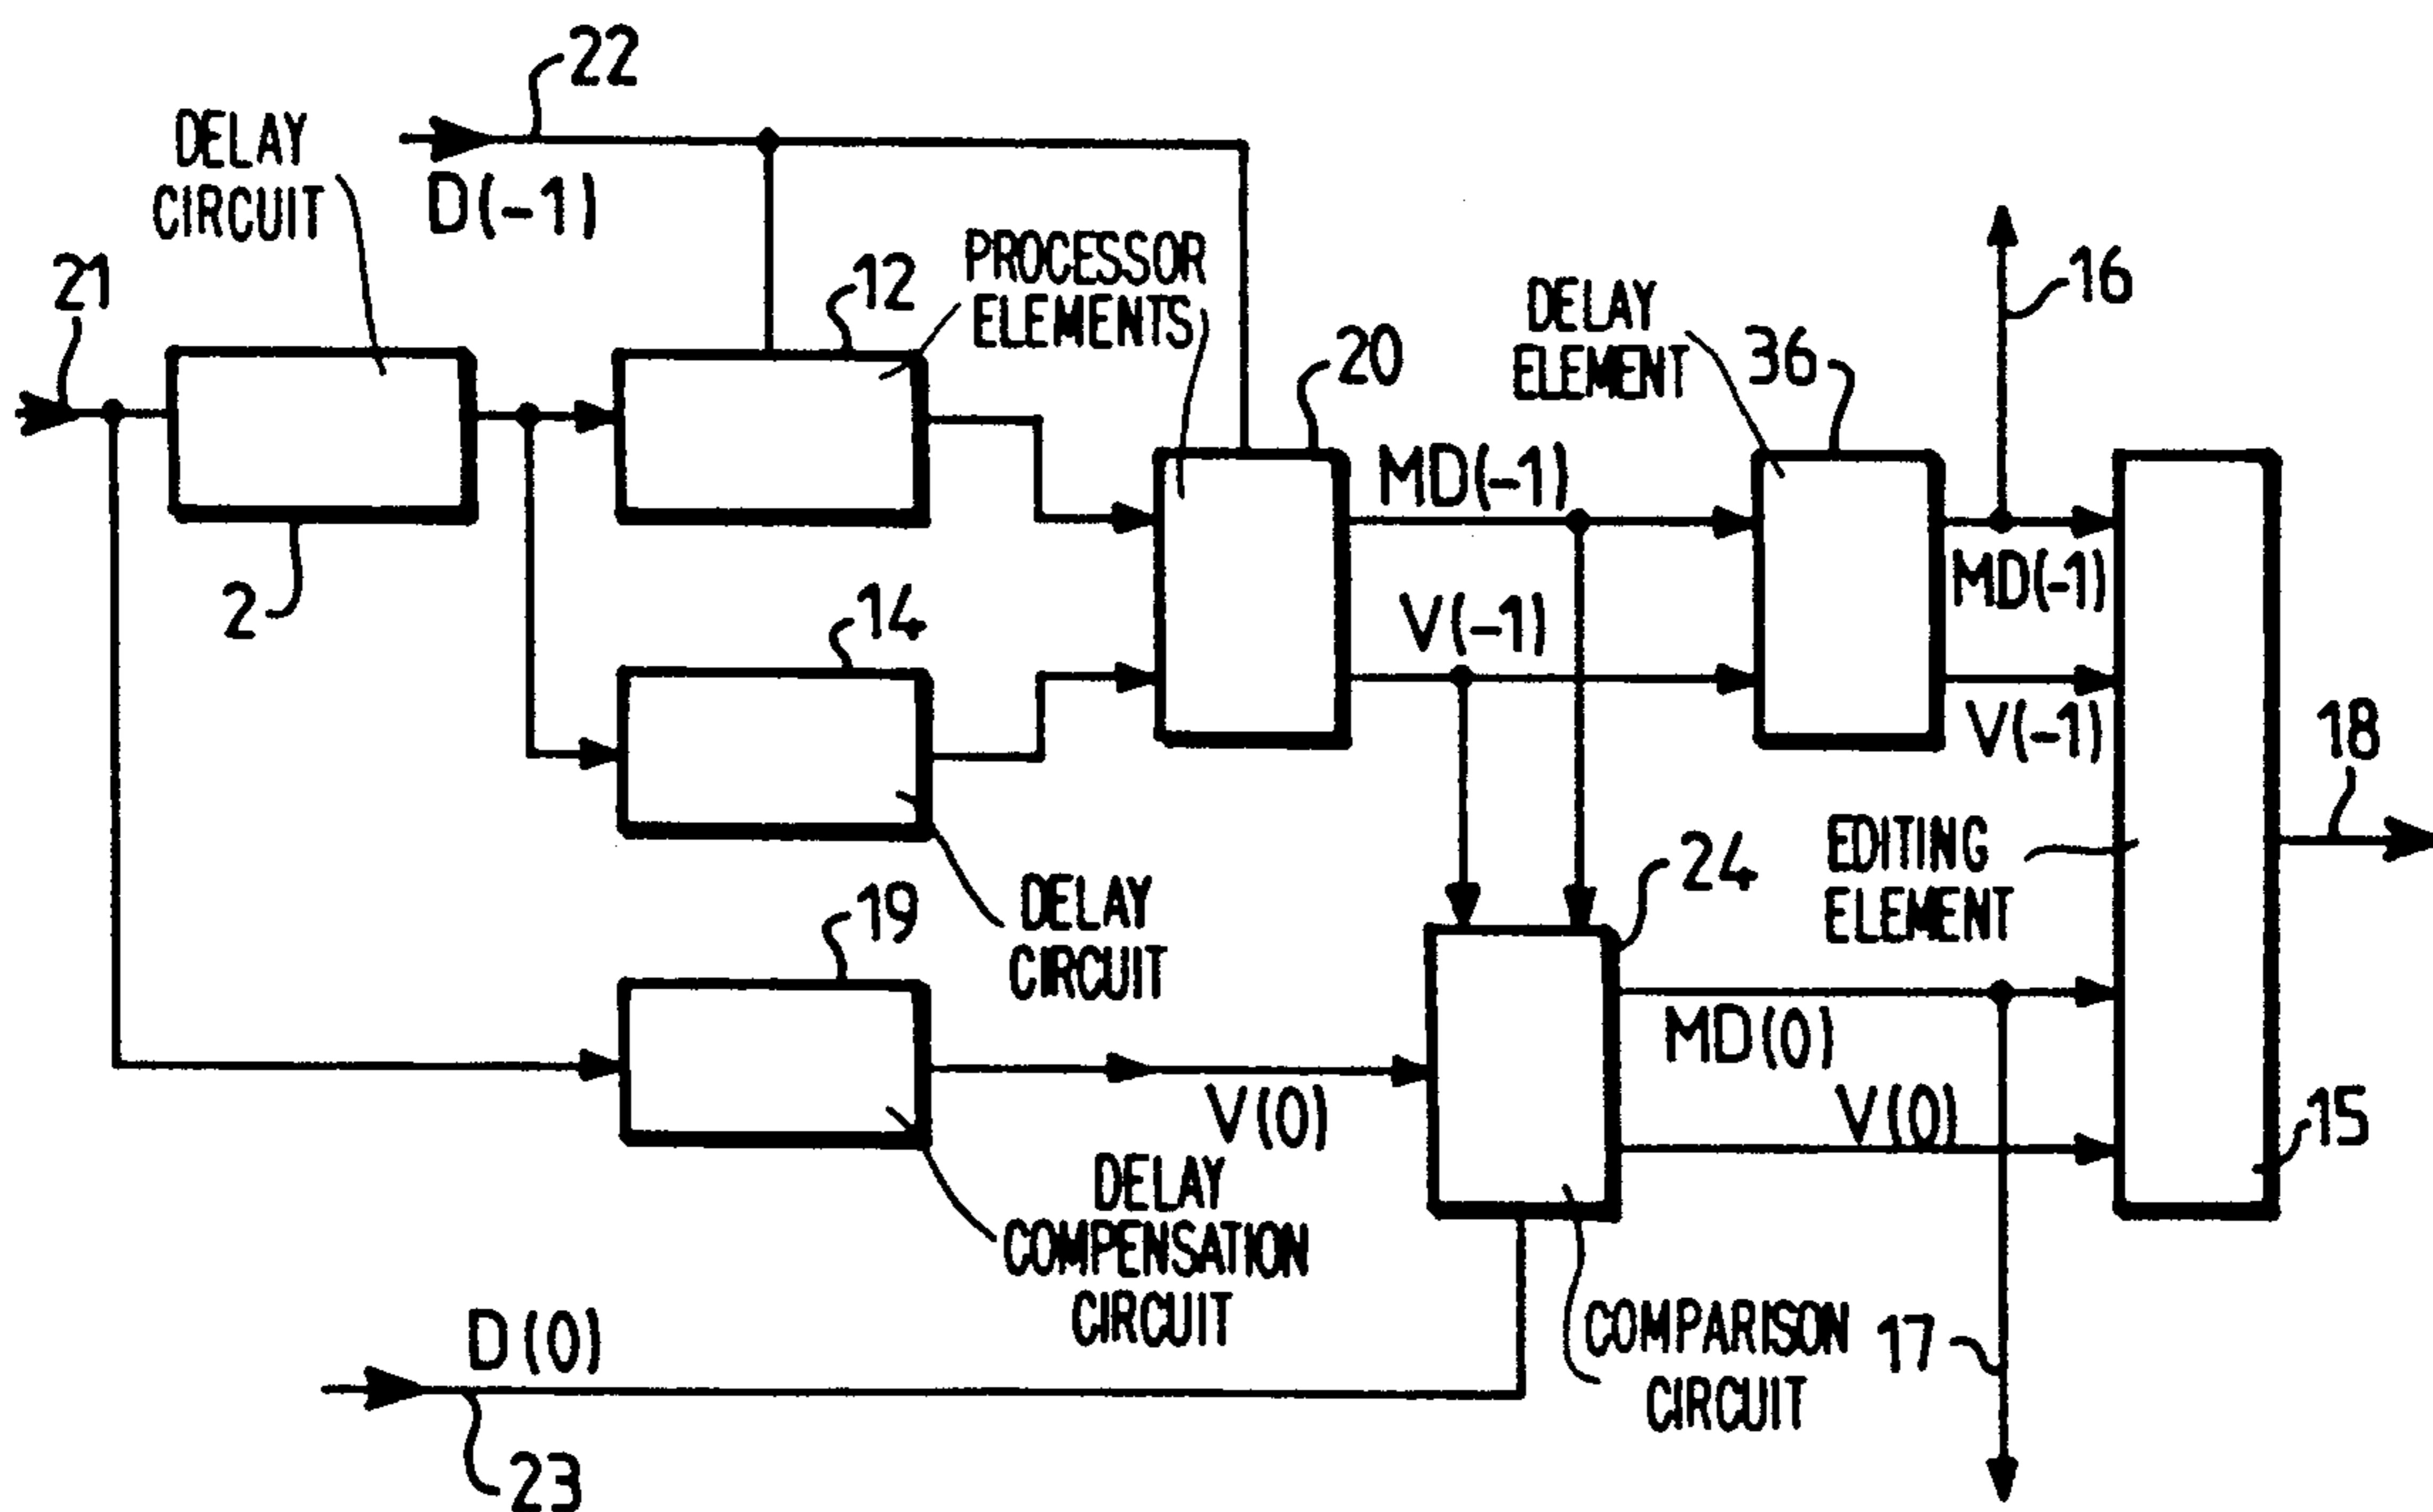 22
DELAY
CIRCUIT
D(-1)
21
12
PROCESSOR
ELEMENTS
20
DELAY
ELEMENT
36
16
2
14
MD(-1)
V(-1)
MD(-1)
V(-1)
18
19
DELAY
CIRCUIT
24
EDITING
ELEMENT
MD(0)
V(0)
V(0)
15
DELAY
COMPENSATION
CIRCUIT
D(0)
COMPARISON
CIRCUIT
17
23